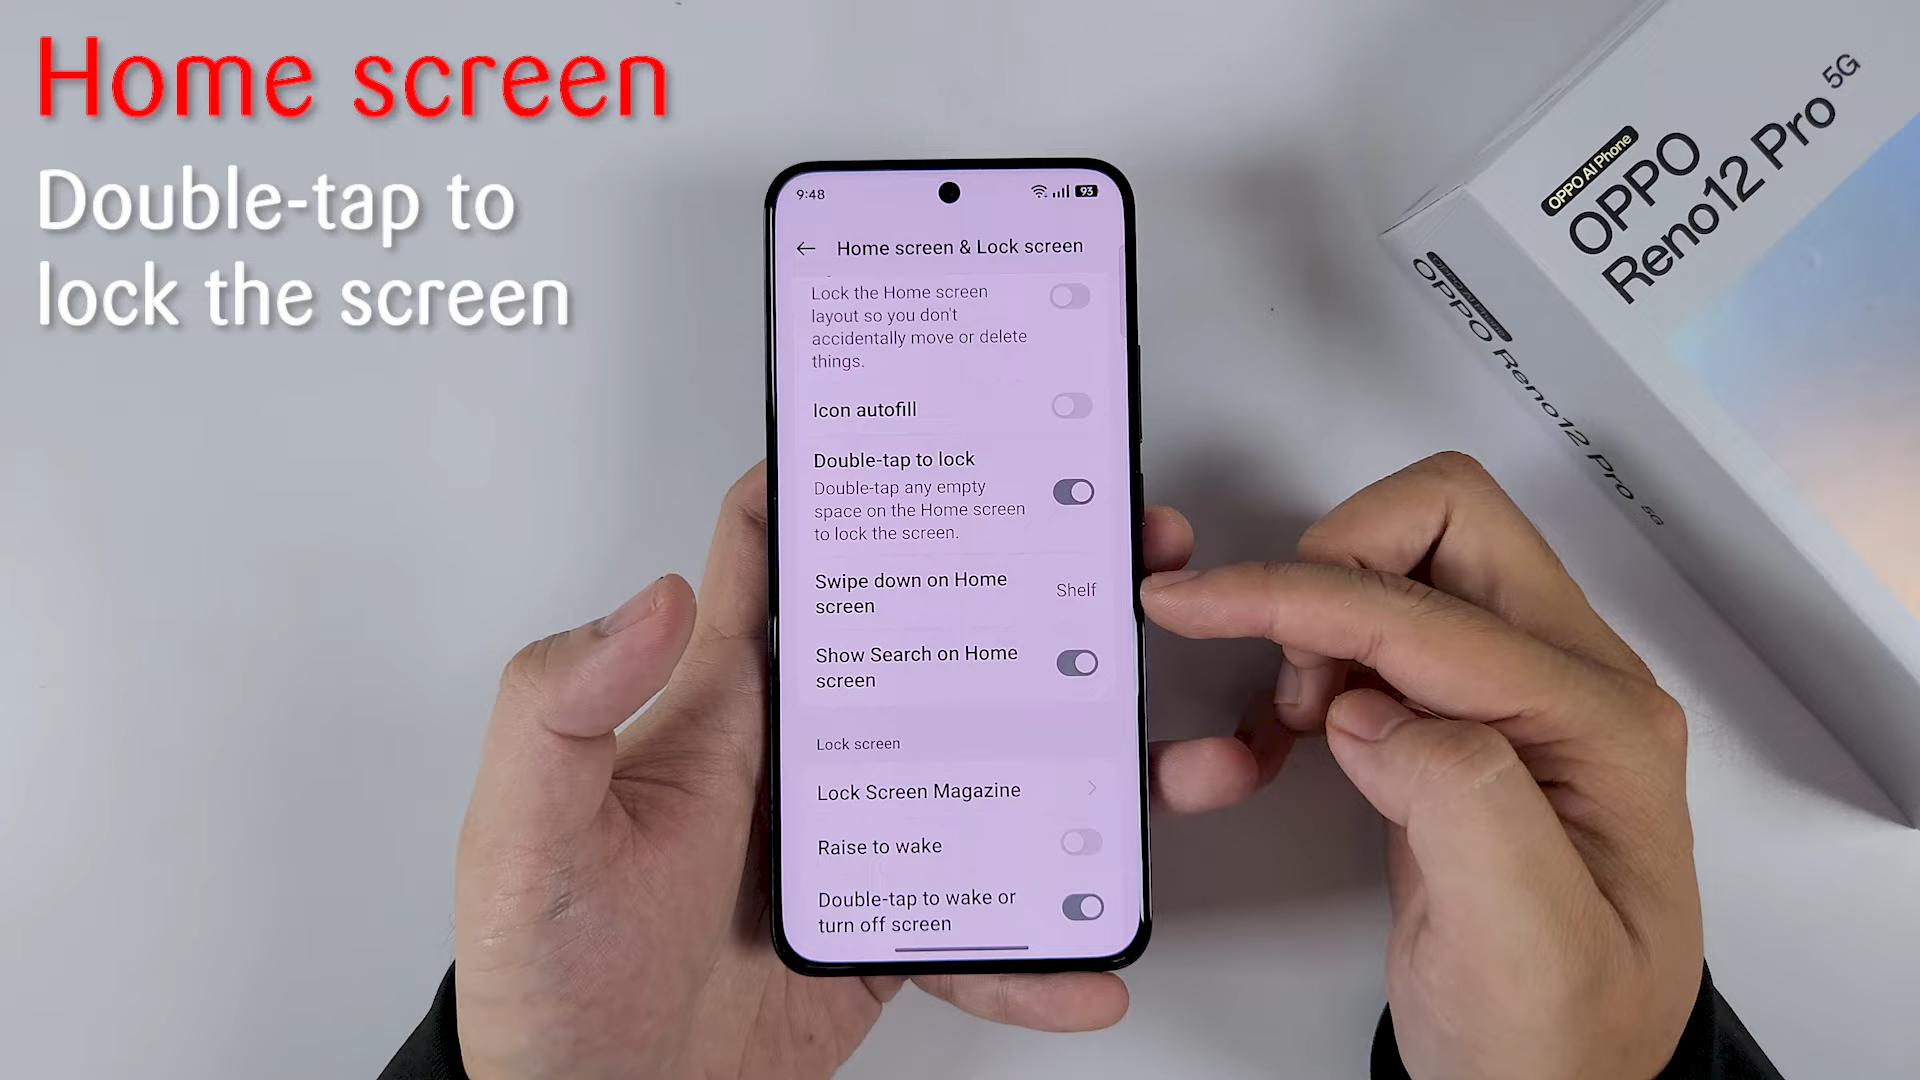 Home screen
Double-tap to
lock the screen
9:48
93
Home screen & Lock screen
Lock the Home screen
layout so you don't
accidentally move or delete
things.
Icon autofill
Double-tap to lock
Double-tap any empty
space on the Home screen
to lock the screen.
Swipe down on Home
screen
Shelf
Show Search on Home
screen
Lock screen
Lock Screen Magazine
Raise to wake
Double-tap to wake or
turn off screen
OPPO AI Phone
OPPO
Reno12 Pro 5G
OPPO AI Phone
OPPO Reno12 Pro 5G